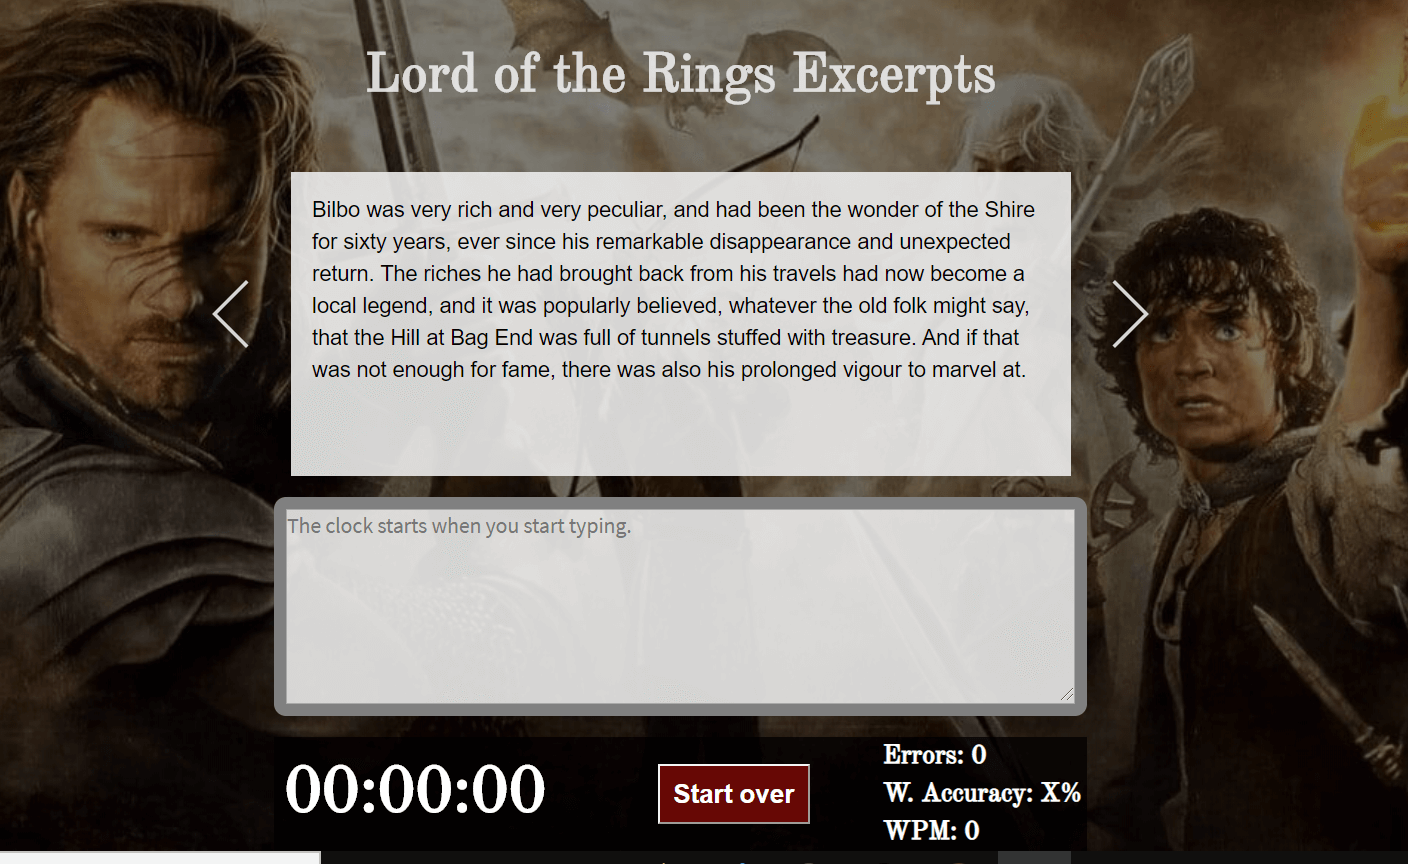 Lord of the Rings Excerpts
Bilbo was very rich and very peculiar, and had been the wonder of the Shire
for sixty years, ever since his remarkable disappearance and unexpected
return. The riches he had brought back from his travels had now become a
local legend, and it was popularly believed, whatever the old folk might say,
that the Hill at Bag End was full of tunnels stuffed with treasure. And if that
was not enough for fame, there was also his prolonged vigour to marvel at.
The clock starts when you start typing.
00:00:00
Start over
Errors: 0
W. Accuracy: X%
WPM: 0